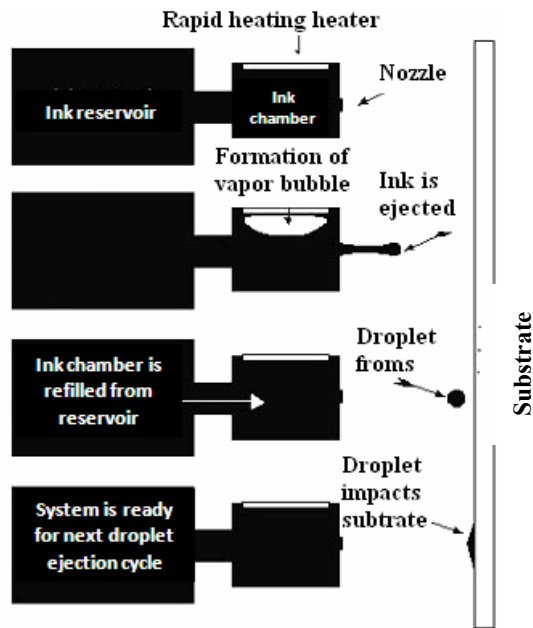 Rapid heating heater
Ink reservoir
Ink
chamber
Nozzle
Formation of
vapor bubble
Ink is
ejected
Ink chamber is
refilled from
reservoir
Droplet
froms
Substrate
System is ready
for next droplet
ejection cycle
Droplet
impacts
subtrate